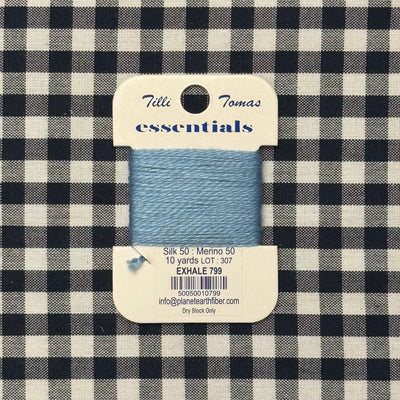 Tilli Tomas
essentials
Silk 50 : Merino 50
10 yards LOT : 307
EXHALE 799
50050010799
info@planetearthfiber.com
Dry Block Only